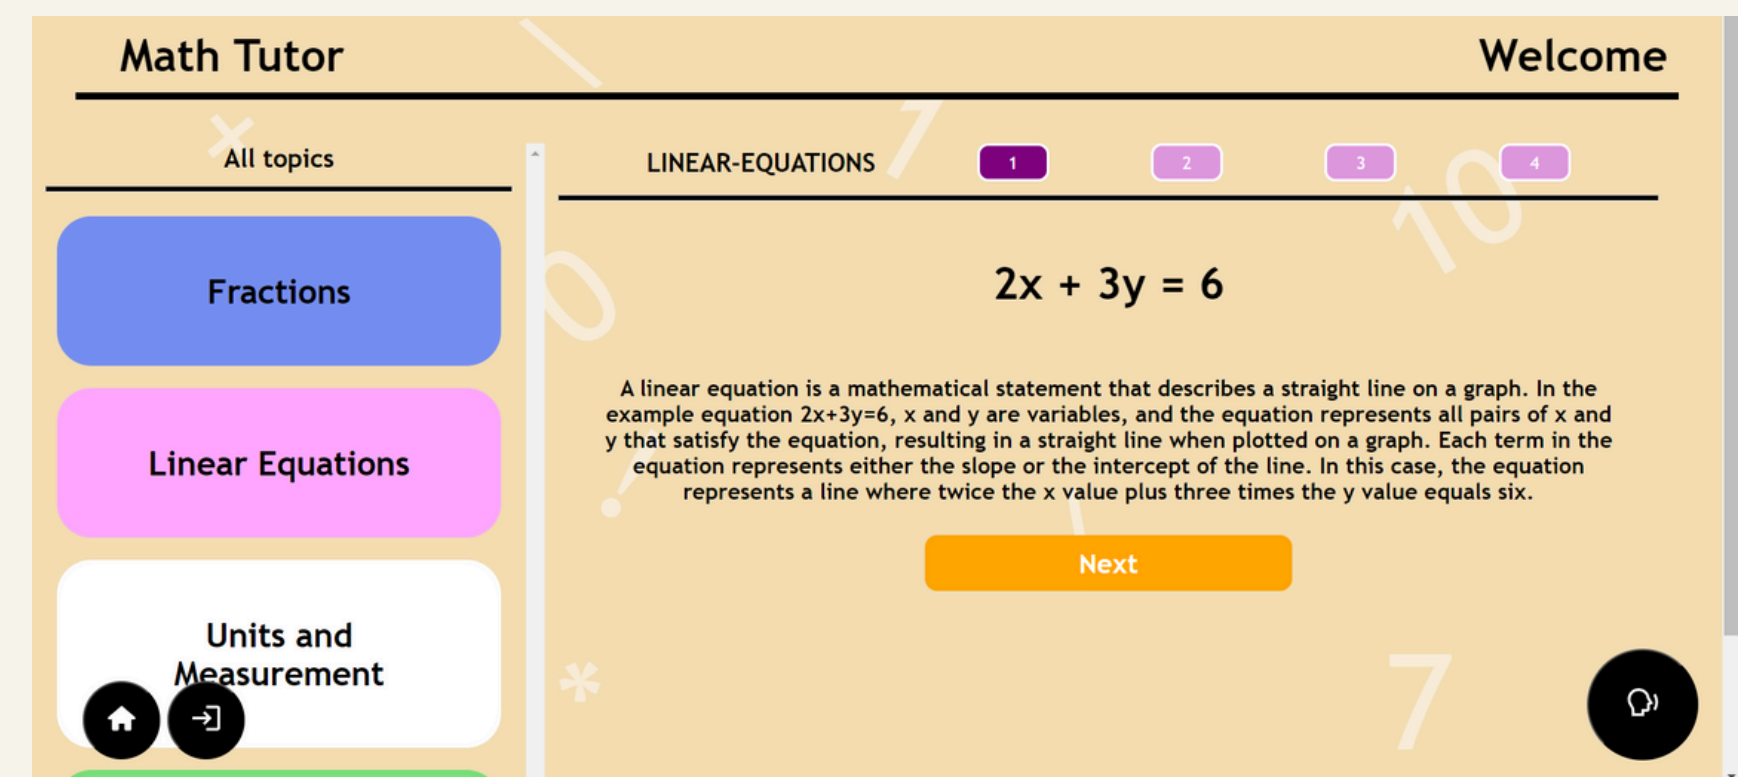 Math Tutor
Welcome
All topics
Fractions
Linear Equations
Units and
Measurement
LINEAR-EQUATIONS
1
2
3
4
2x + 3y = 6
A linear equation is a mathematical statement that describes a straight line on a graph. In the
example equation 2x+3y=6, x and y are variables, and the equation represents all pairs of x and
y that satisfy the equation, resulting in a straight line when plotted on a graph. Each term in the
equation represents either the slope or the intercept of the line. In this case, the equation
represents a line where twice the x value plus three times the y value equals six.
Next
+
7
10
0
!
*
7